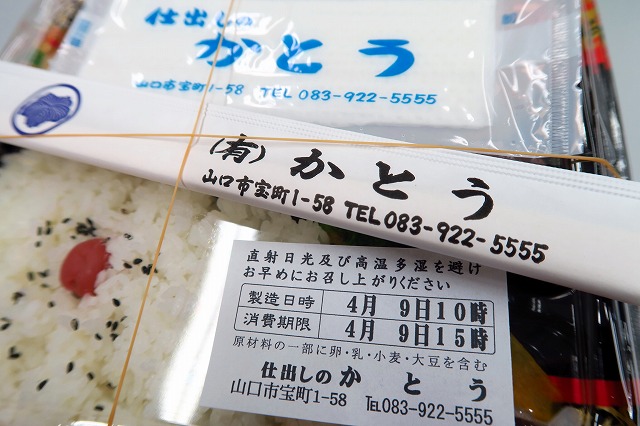 仕出しの
かとう
山口市宝町1-58 TEL 083-922-5555
(有)かとう
山口市宝町1-58 TEL 083-922-5555
直射日光及び高温多湿を避け
お早めにお召し上がりください
製造日時 4月 9日10時
消費期限 4月 9日15時
原材料の一部に卵・乳・小麦・大豆を含む
仕出しの かとう
山口市宝町1-58 TEL083-922-5555